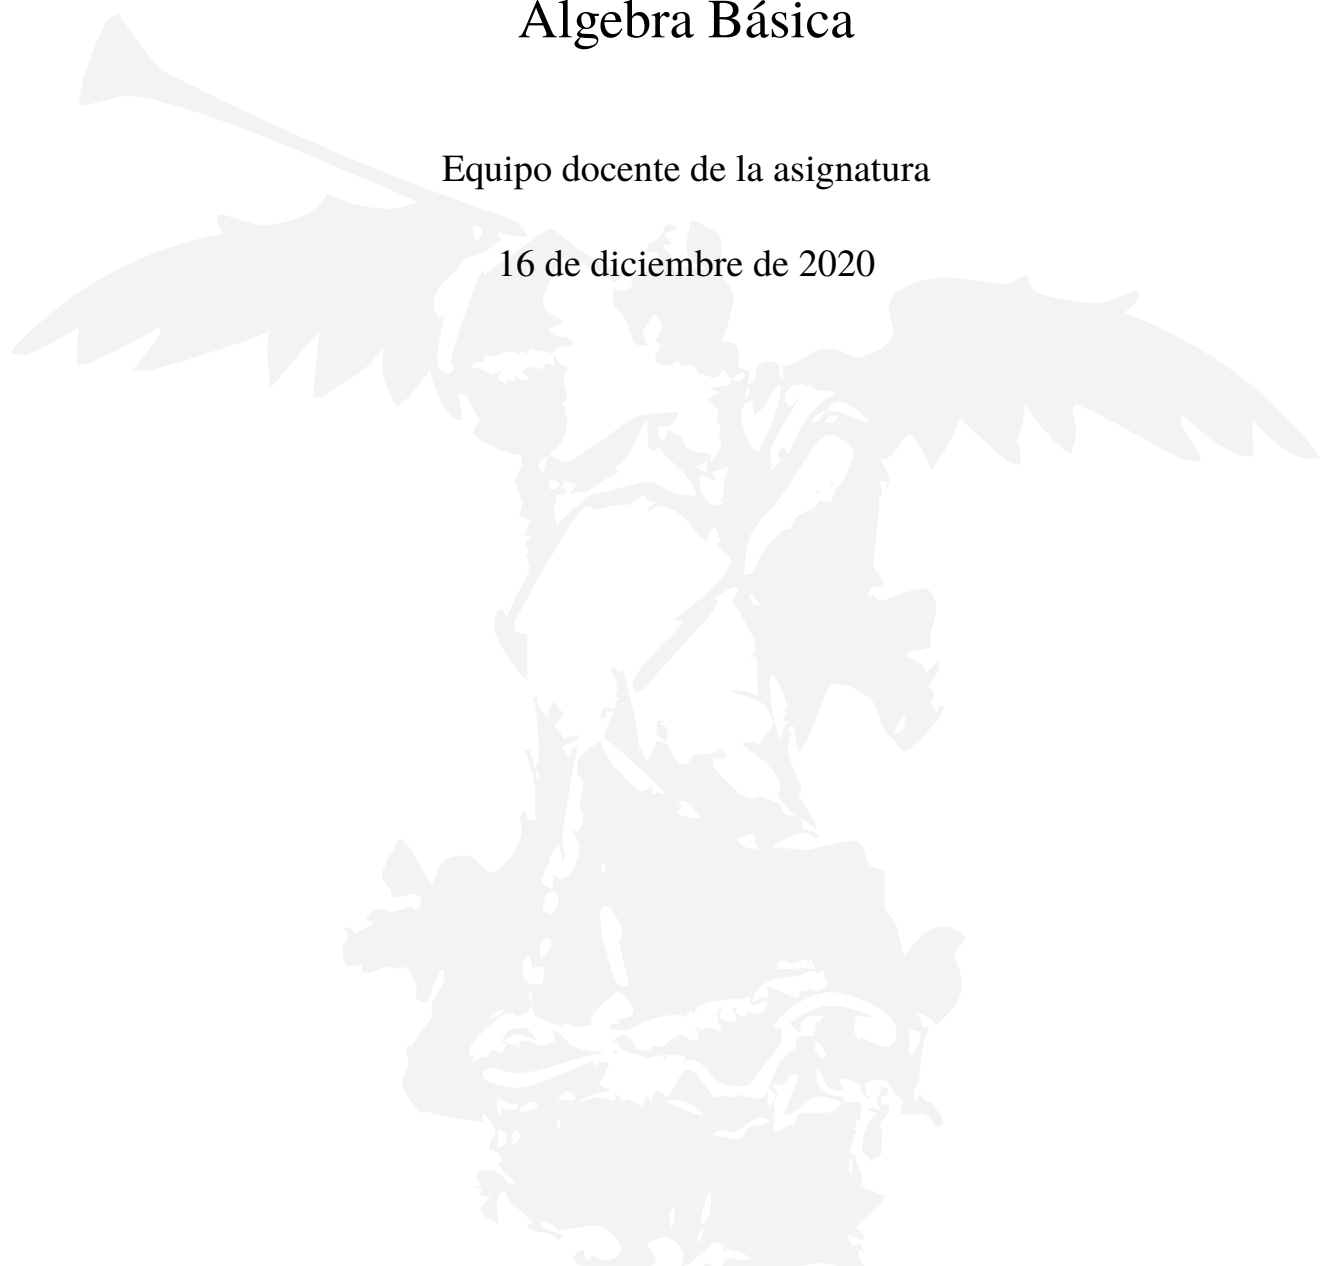 Álgebra Básica
Equipo docente de la asignatura
16 de diciembre de 2020